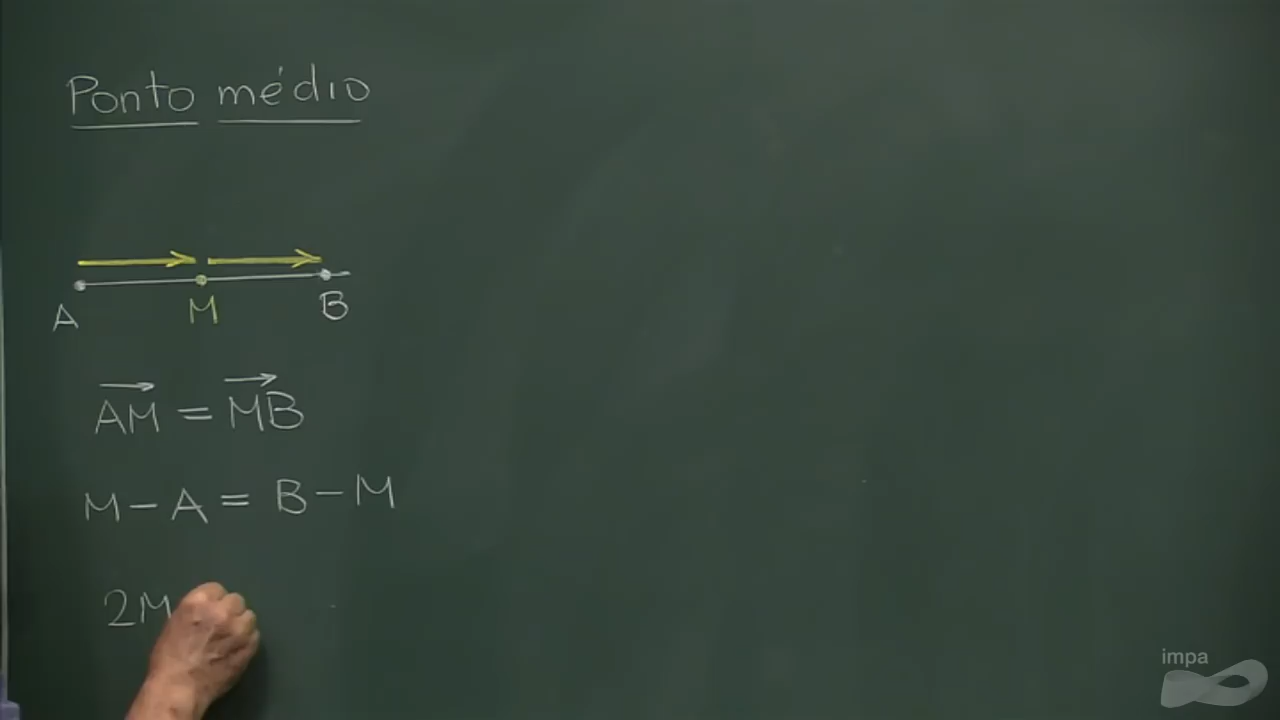 Ponto médio
A M B
AM = MB
M - A = B - M
2M
impa